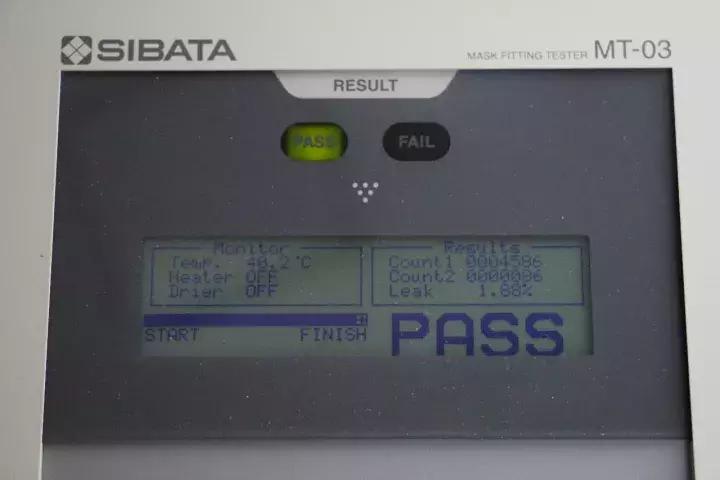 SIBATA
MASK FITTING TESTER MT-03
RESULT
PASS FAIL
Monitor
Temp. 40.2°C
Heater OFF
Drier OFF
Results
Count1 0004586
Count2 0000086
Leak 1.88%
START FINISH
PASS